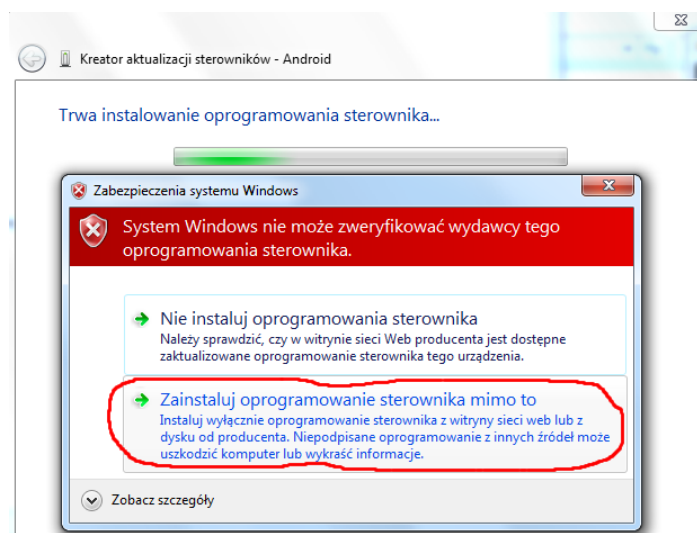 Kreator aktualizacji sterowników - Android
Trwa instalowanie oprogramowania sterownika...
Zabezpieczenia systemu Windows
System Windows nie może zweryfikować wydawcy tego
oprogramowania sterownika.
Nie instaluj oprogramowania sterownika
Należy sprawdzić, czy w witrynie sieci Web producenta jest dostępne
zaktualizowane oprogramowanie sterownika tego urządzenia.
Zainstaluj oprogramowanie sterownika mimo to
Instaluj wyłącznie oprogramowanie sterownika z witryny sieci web lub z
dysku od producenta. Niepodpisane oprogramowanie z innych źródeł może
uszkodzić komputer lub wykraść informacje.
Zobacz szczegóły